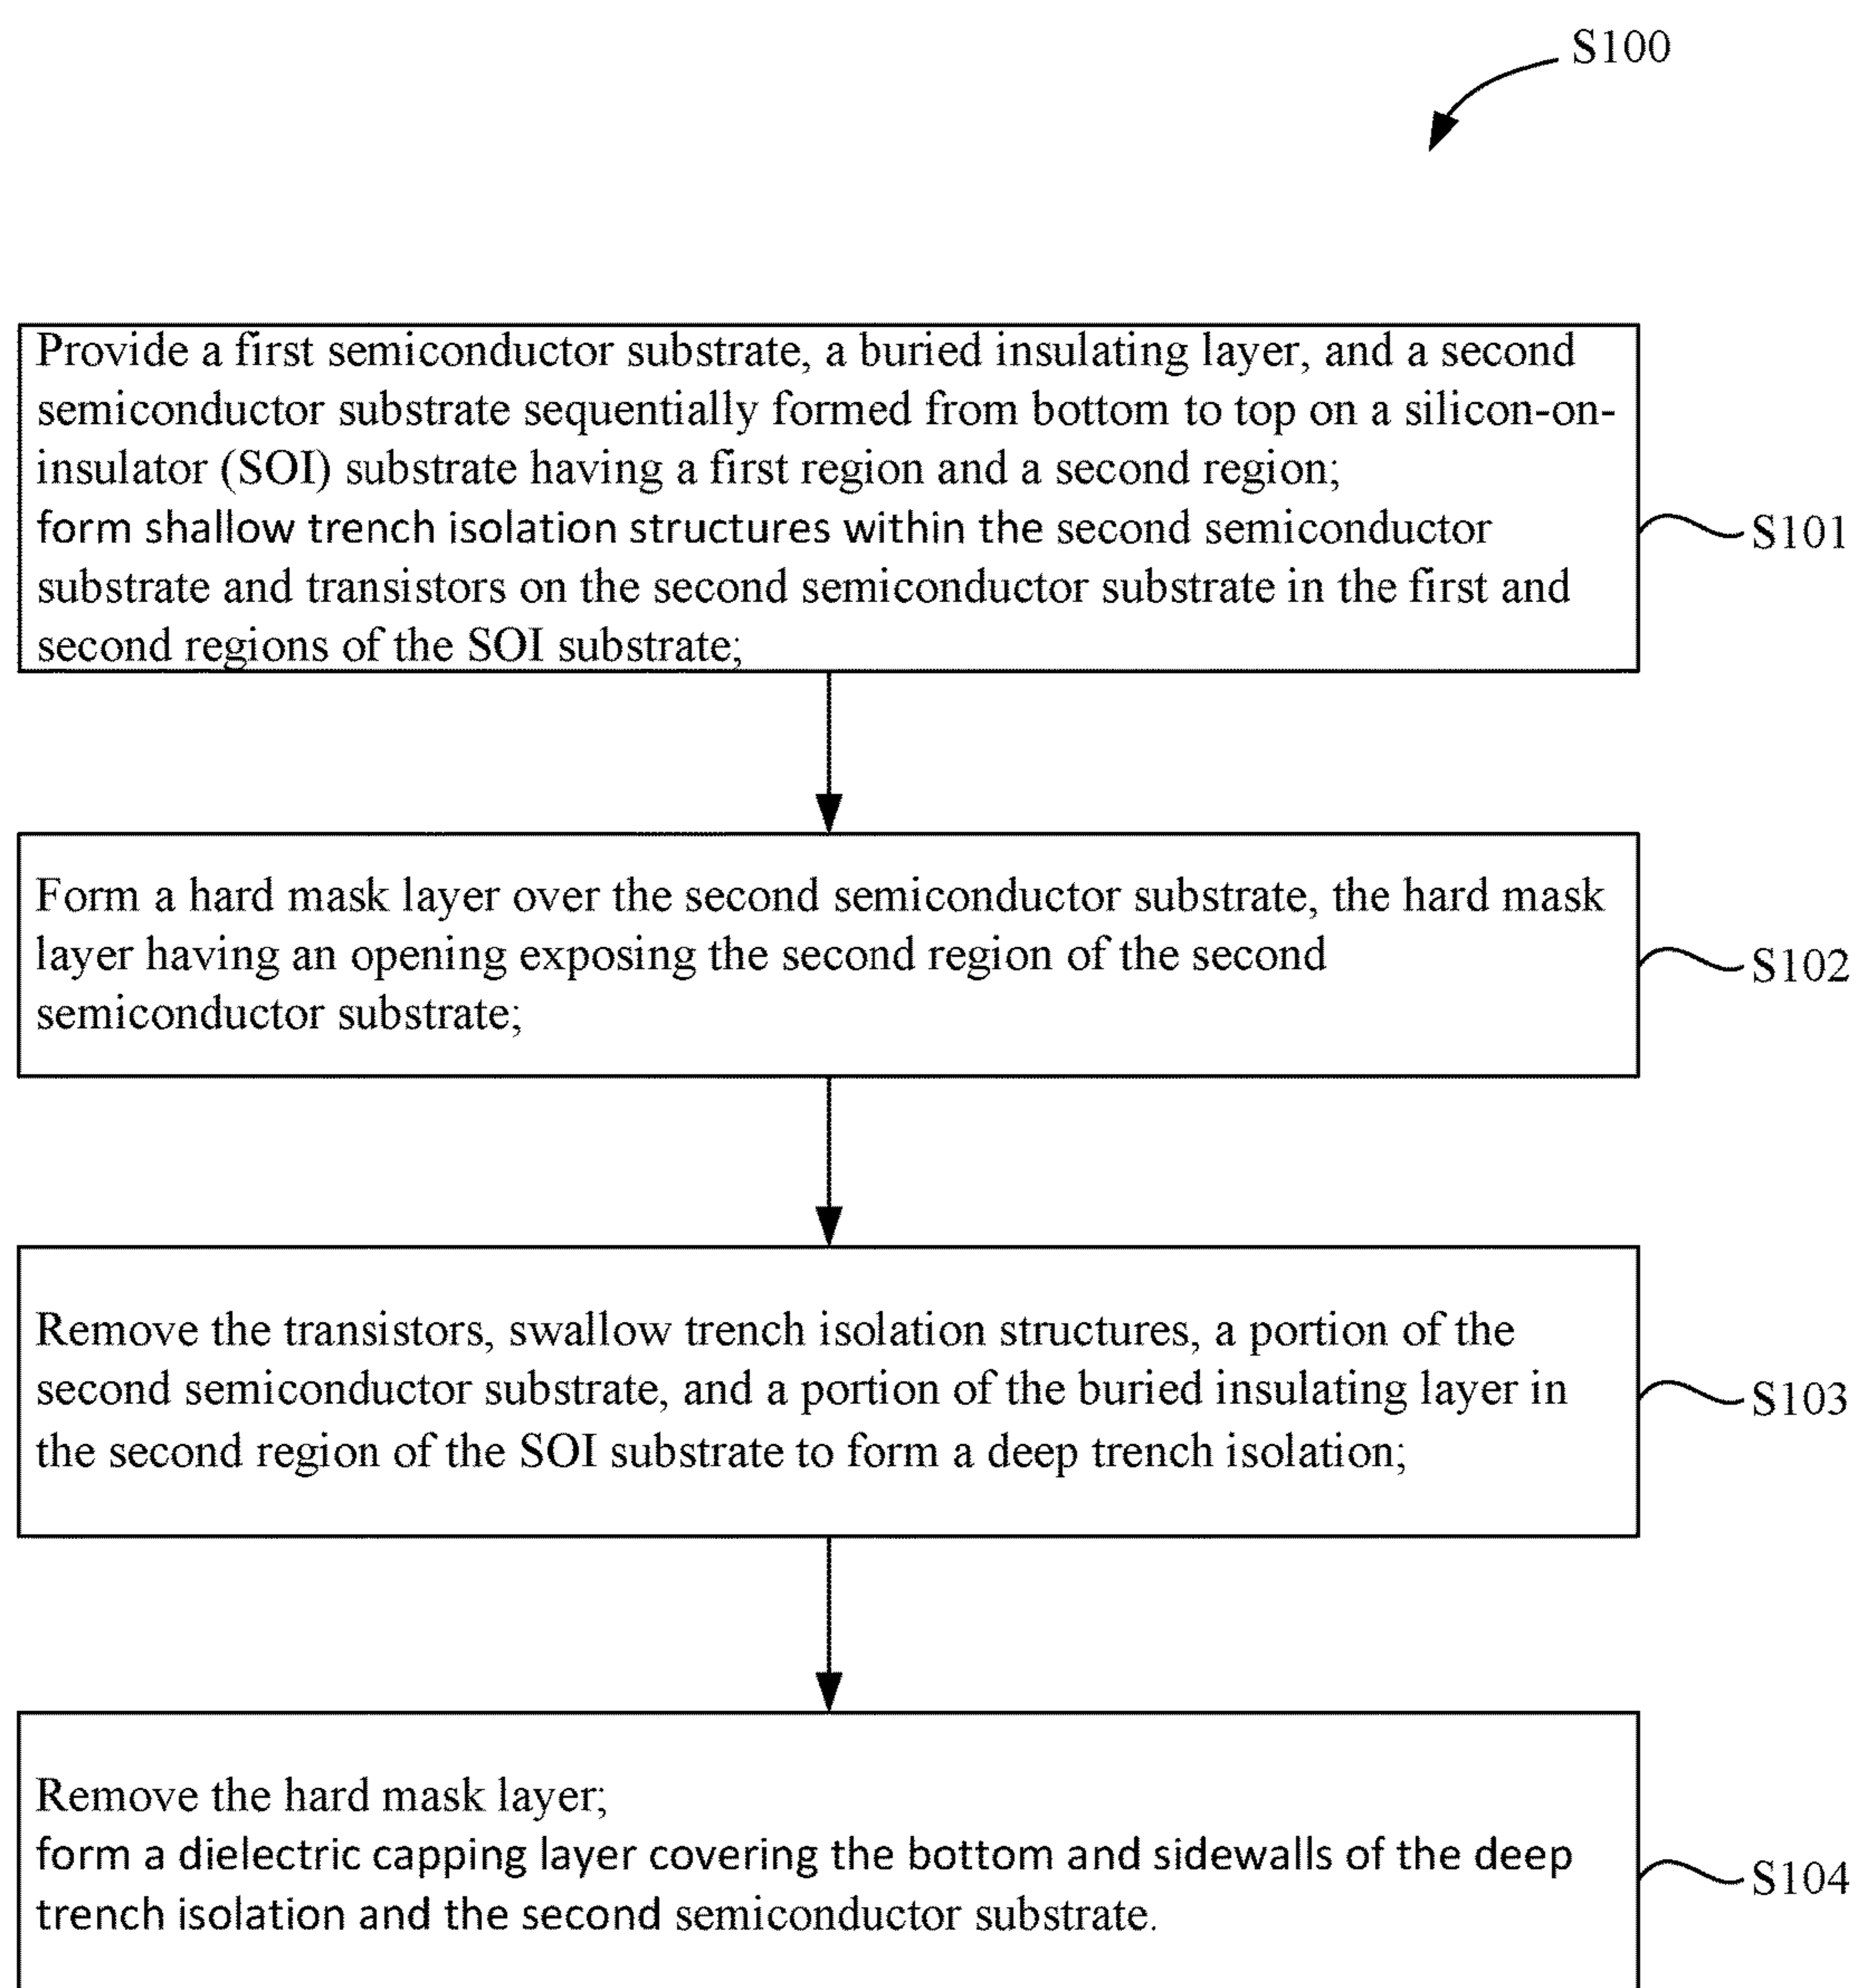 S100
Provide a first semiconductor substrate, a buried insulating layer, and a second
semiconductor substrate sequentially formed from bottom to top on a silicon-on-
insulator (SOI) substrate having a first region and a second region;
form shallow trench isolation structures within the second semiconductor
substrate and transistors on the second semiconductor substrate in the first and
second regions of the SOI substrate;
S101
Form a hard mask layer over the second semiconductor substrate, the hard mask
layer having an opening exposing the second region of the second
semiconductor substrate;
S102
Remove the transistors, swallow trench isolation structures, a portion of the
second semiconductor substrate, and a portion of the buried insulating layer in
the second region of the SOI substrate to form a deep trench isolation;
S103
Remove the hard mask layer;
form a dielectric capping layer covering the bottom and sidewalls of the deep
trench isolation and the second semiconductor substrate.
S104